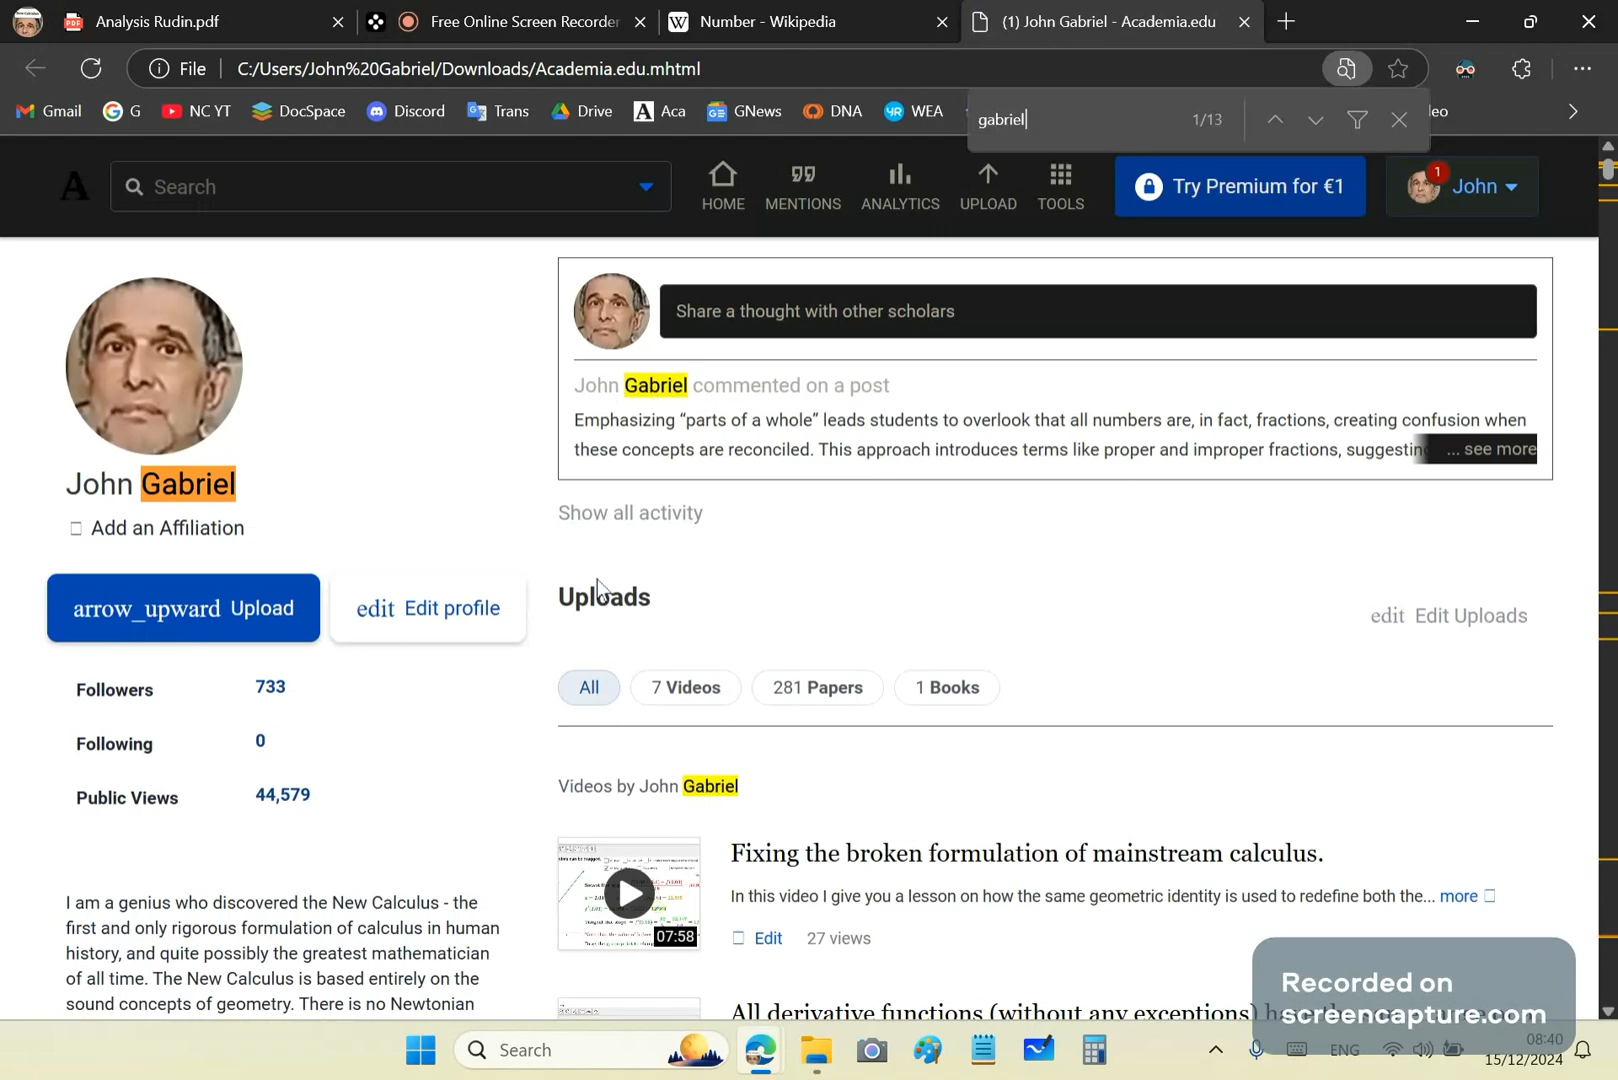 Analysis Rudin.pdf
Free Online Screen Recorder
Number - Wikipedia
(1) John Gabriel - Academia.edu
File
C:/Users/John%20Gabriel/Downloads/Academia.edu.mhtml
Gmail
G
NC YT
DocSpace
Discord
Trans
Drive
Aca
GNews
DNA
WEA
gabriel
1/13
Search
HOME
MENTIONS
ANALYTICS
UPLOAD
TOOLS
Try Premium for €1
1
John
Share a thought with other scholars
John Gabriel commented on a post
Emphasizing “parts of a whole” leads students to overlook that all numbers are, in fact, fractions, creating confusion when
these concepts are reconciled. This approach introduces terms like proper and improper fractions, ... see more
Show all activity
John Gabriel
Add an Affiliation
arrow_upward Upload
edit Edit profile
Followers 733
Following 0
Public Views 44,579
I am a genius who discovered the New Calculus - the
first and only rigorous formulation of calculus in human
history, and quite possibly the greatest mathematician
of all time. The New Calculus is based entirely on the
sound concepts of geometry. There is no Newtonian
Uploads
edit Edit Uploads
All
7 Videos
281 Papers
1 Books
Videos by John Gabriel
07:58
Fixing the broken formulation of mainstream calculus.
In this video I give you a lesson on how the same geometric identity is used to redefine both the... more
Edit 27 views
All derivative functions (without any exceptions)
Recorded on
screencapture.com
Search
ENG
08:40
15/12/2024